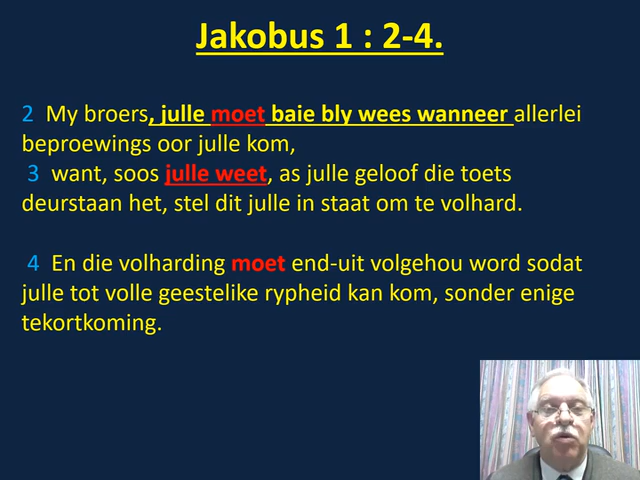 Jakobus 1 : 2-4.
2 My broers, julle moet baie bly wees wanneer allerlei
beproewings oor julle kom,
3 want, soos julle weet, as julle geloof die toets
deurstaan het, stel dit julle in staat om te volhard.
4 En die volharding moet end-uit volgehou word sodat
julle tot volle geestelike rypheid kan kom, sonder enige
tekortkoming.